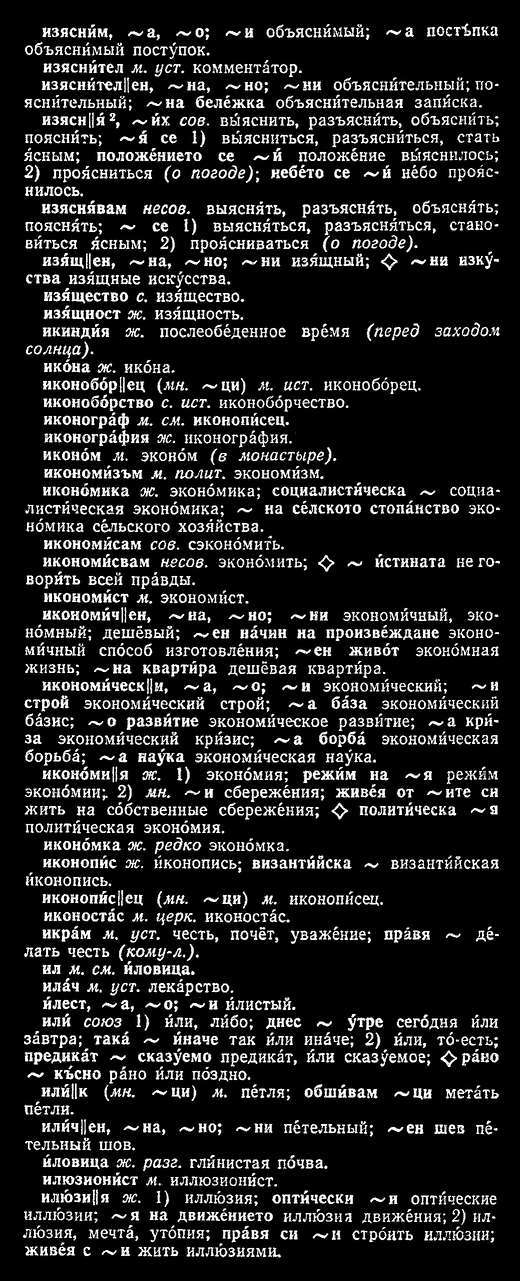 изясни́м, ~а, ~о; ~и объясни́мый; ~а постъ́пка
объясни́мый посту́пок.
изясни́тел м. уст. коммента́тор.
изясни́тел||ен, ~на, ~но; ~ни объясни́тельный; по-
ясни́тельный; ~на беле́жка объясни́тельная запи́ска.
изясн||я́², ~и́х сов. вы́яснить, разъясни́ть, объясни́ть;
поясни́ть; ~я́ се 1) вы́ясниться, разъясни́ться, стать
я́сным; положе́нието се ~и́ положе́ние вы́яснилось;
2) проясни́ться (о погоде); небе́то се ~и́ не́бо проясни-
нилось.
изясня́вам несов. выясня́ть, разъясня́ть, объясня́ть;
поясня́ть; ~ се 1) выясня́ться, разъясня́ться, стано-
ви́ться я́сным; 2) проясни́ваться (о погоде).
изя́щ||ен, ~на, ~но; ~ни изя́щный; ◇ ~ни изку́-
ства изя́щные иску́сства.
изя́щество с. изя́щество.
изя́щност ж. изя́щность.
икинди́я ж. послеобе́денное вре́мя (перед заходом
солнца).
ико́на ж. ико́на.
иконобо́р||ец (мн. ~ци) м. ист. иконобо́рец.
иконобо́рство с. ист. иконобо́рчество.
иконогра́ф м. см. иконопи́сец.
иконогра́фия ж. иконогра́фия.
иконо́м м. эконо́м (в монастыре).
икономи́зъм м. полит. экономи́зм.
иконо́мика ж. эконо́мика; социалисти́ческа ~ социа-
листи́ческая эконо́мика; ~ на се́лското стопа́нство эко-
но́мика се́льского хозя́йства.
икономи́сам сов. сэконо́мить.
икономи́свам несов. эконо́мить; ◇ ~ и́стината не го-
вори́ть всей пра́вды.
икономи́ст м. экономи́ст.
икономи́ч||ен, ~на, ~но; ~ни экономи́чный, эко-
но́мный; дешёвый; ~ен на́чин на произве́ждане эконо-
ми́чный спо́соб изготовле́ния; ~ен живо́т эконо́мная
жизнь; ~на кварти́ра дешёвая кварти́ра.
икономи́ческ||и, ~а, ~о; ~и экономи́ческий; ~и
строй экономи́ческий строй; ~а ба́за экономи́ческий
ба́зис; ~о разви́тие экономи́ческое разви́тие; ~а кри́-
за экономи́ческий кри́зис; ~а борба́ экономи́ческая
борьба́; ~а нау́ка экономи́ческая нау́ка.
иконо́ми||я ж. 1) эконо́мия; режи́м на ~я режи́м
эконо́мии; 2) мн. ~и сбереже́ния; живе́я от ~ите си
жить на со́бственные сбереже́ния; ◇ полити́ческа ~я
полити́ческая эконо́мия.
иконо́мка ж. редко эконо́мка.
иконопи́с ж. и́конопись; византи́йска ~ византи́йская
и́конопись.
иконопи́с||ец (мн. ~ци) м. иконопи́сец.
иконоста́с м. церк. иконоста́с.
икра́м м. уст. честь, почёт, уваже́ние; пра́вя ~ де́-
лать честь (кому-л.).
ил м. см. и́ловица.
ила́ч м. уст. лека́рство.
и́лест, ~а, ~о; ~и и́листый.
или́ союз 1) и́ли, ли́бо; днес ~ у́тре сего́дня и́ли
за́втра; така́ ~ и́наче так и́ли ина́че; 2) и́ли, то́-есть;
предика́т ~ сказу́емо предика́т, и́ли сказу́емое; ◇ ра́но
~ къ́сно ра́но и́ли по́здно.
или́||к (мн. ~ци) м. пе́тля; обши́вам ~ци мета́ть
пе́тли.
или́ч||ен, ~на, ~но; ~ни пе́тельный; ~ен шев пе́-
тельный шов.
и́ловица ж. разг. гли́нистая по́чва.
илюзиони́ст м. иллюзиони́ст.
илю́зи||я ж. 1) иллю́зия; опти́чески ~и опти́ческие
иллю́зии; ~я на движе́нието иллю́зия движе́ния; 2) ил-
лю́зия, мечта́, уто́пия; пра́вя си ~и стро́ить иллю́зии;
живе́я с ~и жить иллю́зиями.